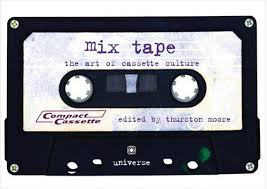 mix tape
the art of cassette culture
Compact
Cassette
edited by thurston moore
universe